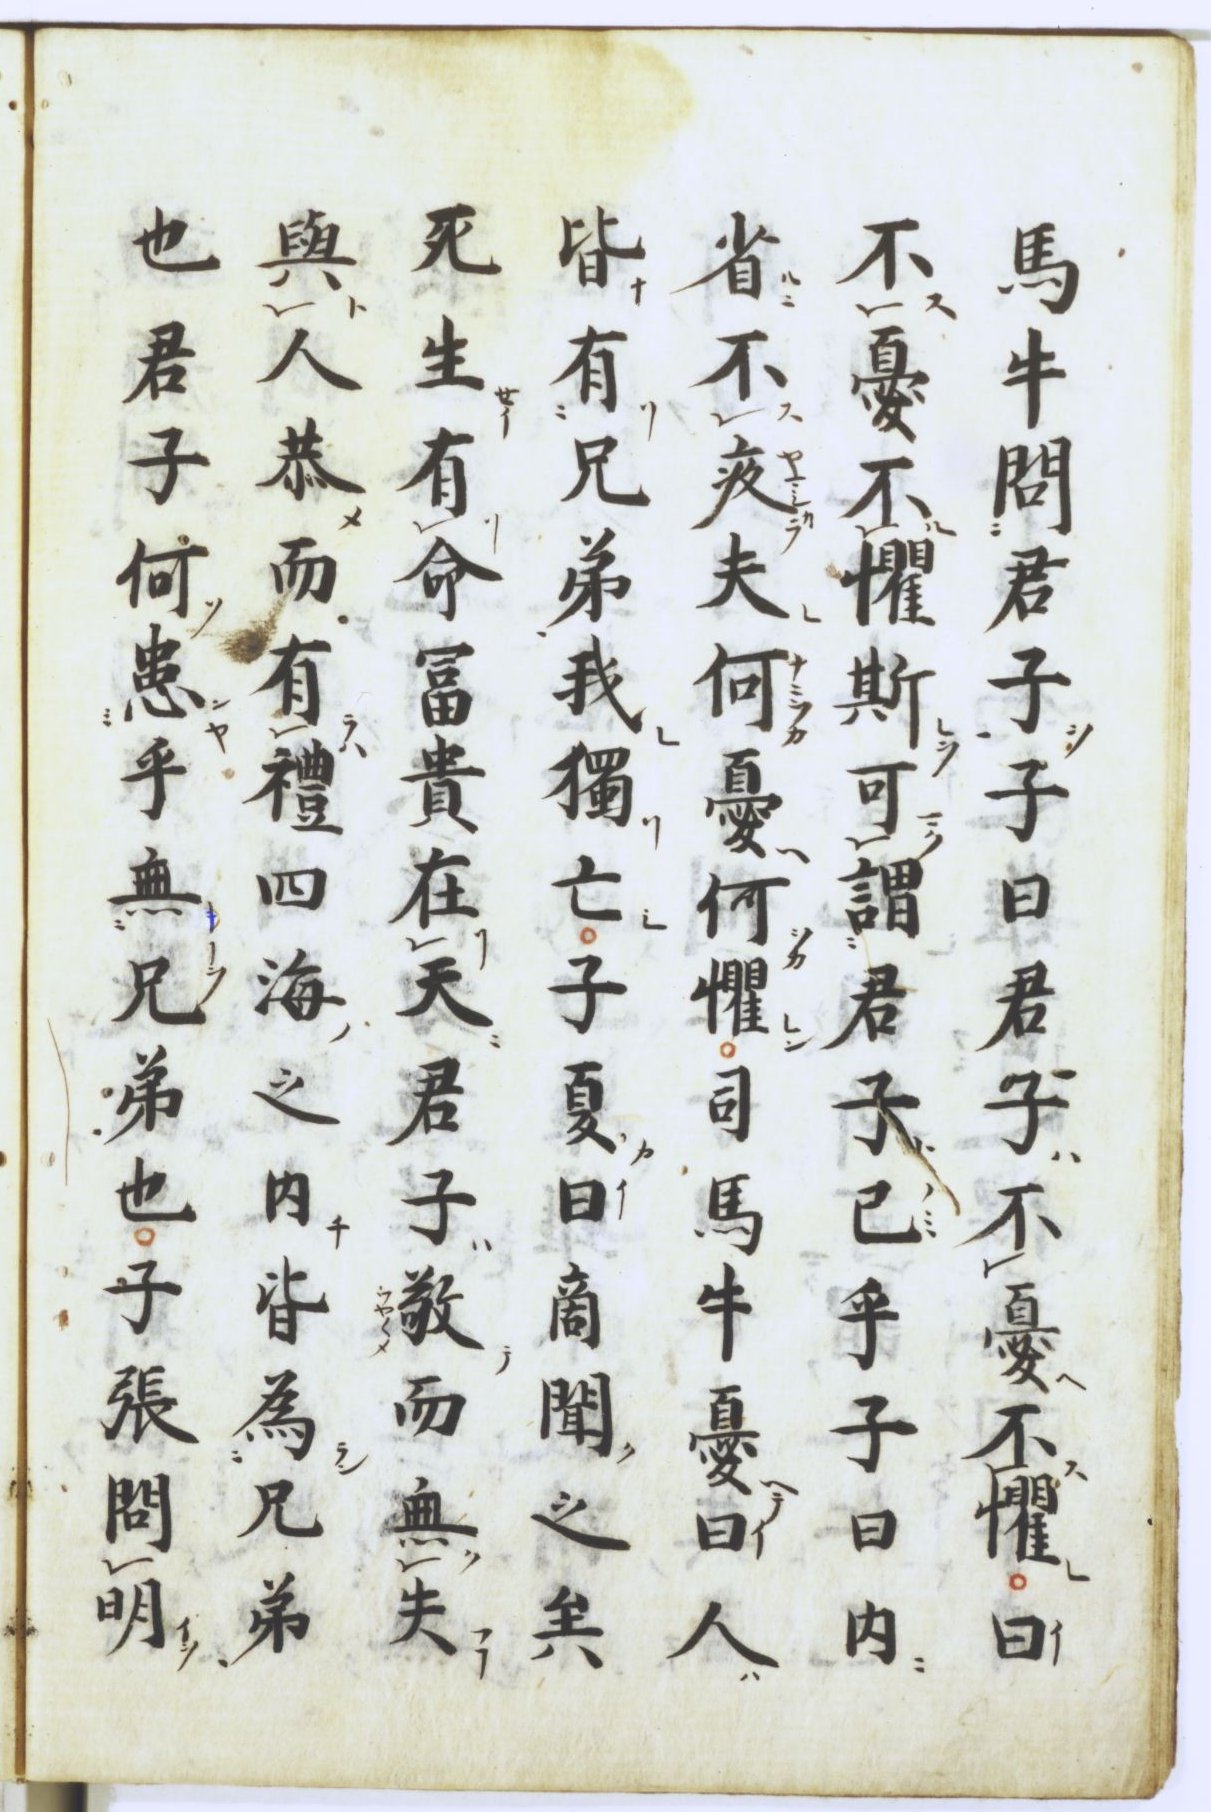 馬牛問君子子曰君子不憂不懼曰
不憂不懼斯可謂君子已乎子曰内
省不疚夫何憂何懼司馬牛憂曰人
皆有兄弟我獨亡子夏曰商聞之矣
死生有命冨貴在天君子敬而無失
與人恭而有禮四海之内皆為兄弟
也君子何患乎無兄弟也子張問明